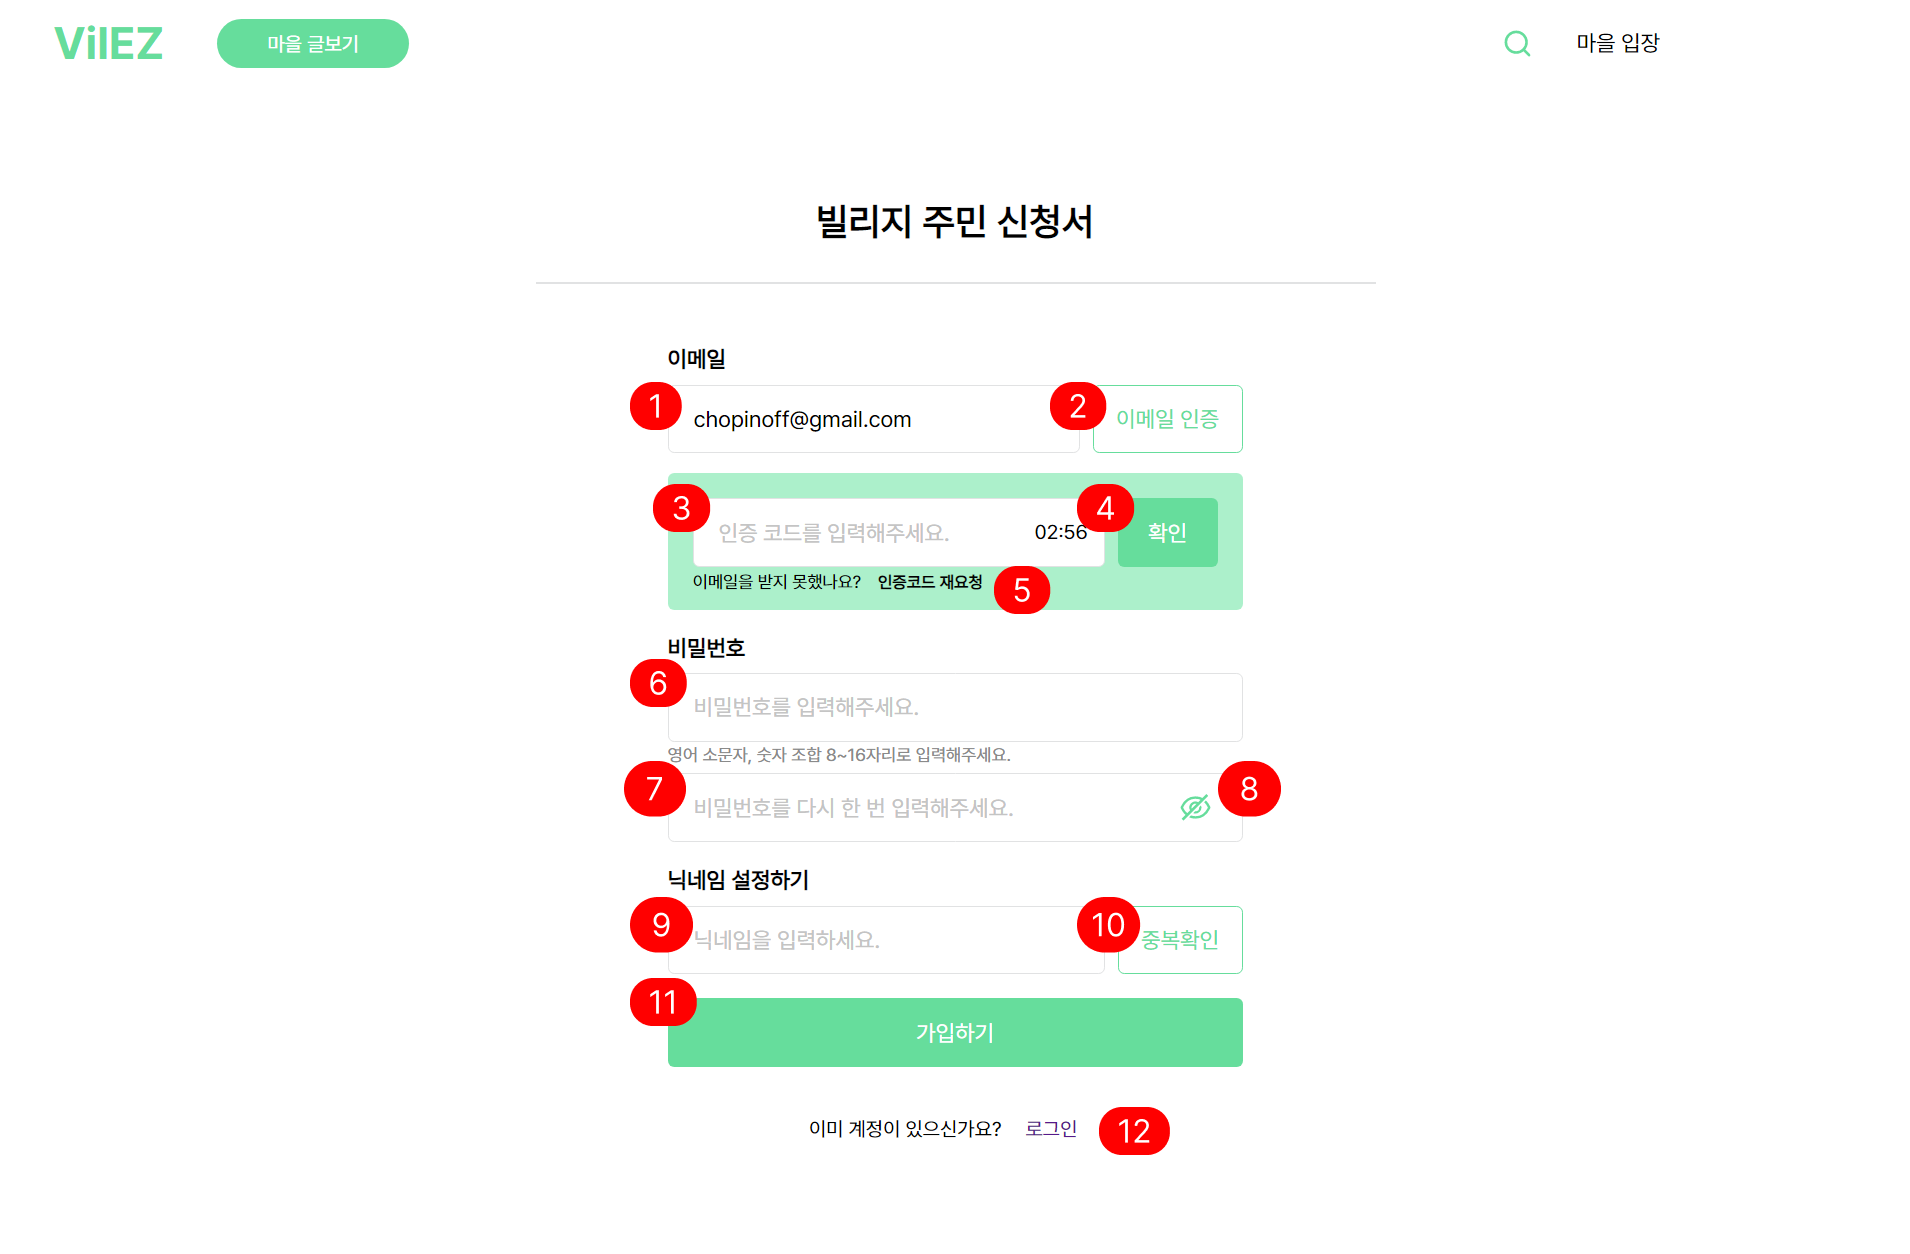 VilEZ
마을 글보기
마을 입장
빌리지 주민 신청서
이메일
1
chopinoff@gmail.com
2
이메일 인증
3
인증 코드를 입력해주세요.
02:56
4
확인
이메일을 받지 못했나요? 인증코드 재요청
5
비밀번호
6
비밀번호를 입력해주세요.
영어 소문자, 숫자 조합 8~16자리로 입력해주세요.
7
비밀번호를 다시 한 번 입력해주세요.
8
닉네임 설정하기
9
닉네임을 입력하세요.
10
중복확인
11
가입하기
이미 계정이 있으신가요? 로그인
12